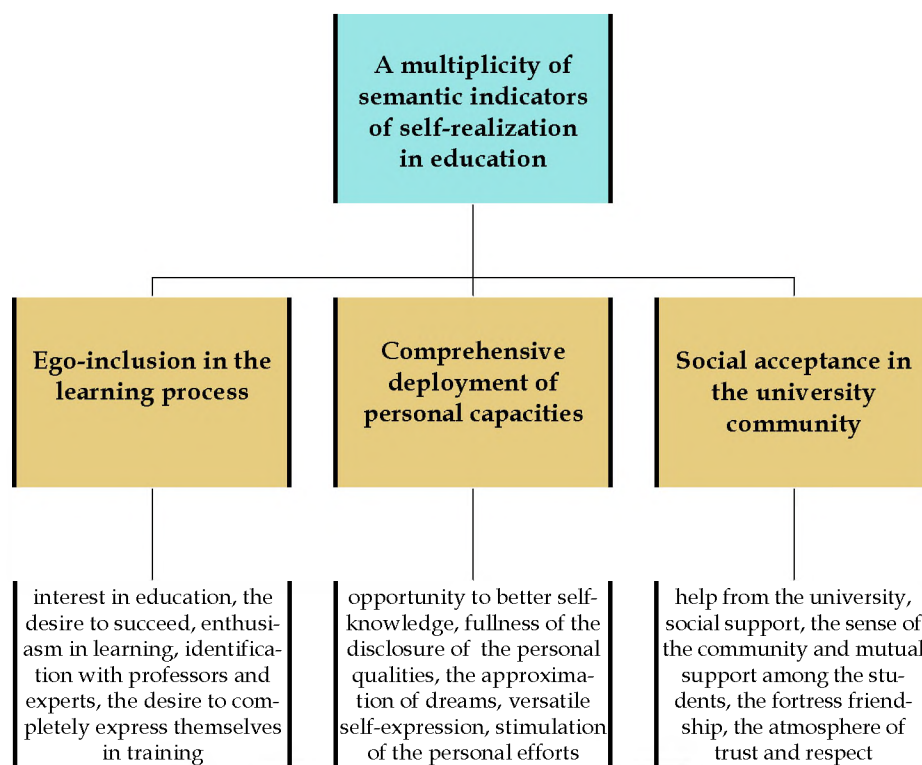 A multiplicity of
semantic indicators
of self-realization
in education
Ego-inclusion in the
learning process
Comprehensive
deployment of
personal capacities
Social acceptance in
the university
community
interest in education, the
desire to succeed, enthusi-
asm in learning, identifica-
tion with professors and
experts, the desire to com-
pletely express themselves
in training
opportunity to better self-
knowledge, fullness of the
disclosure of the personal
qualities, the approxima-
tion of dreams, versatile
self-expression, stimulation
of the personal efforts
help from the university,
social support, the sense of
the community and mutual
support among the stu-
dents, the fortress friend-
ship, the atmosphere of
trust and respect